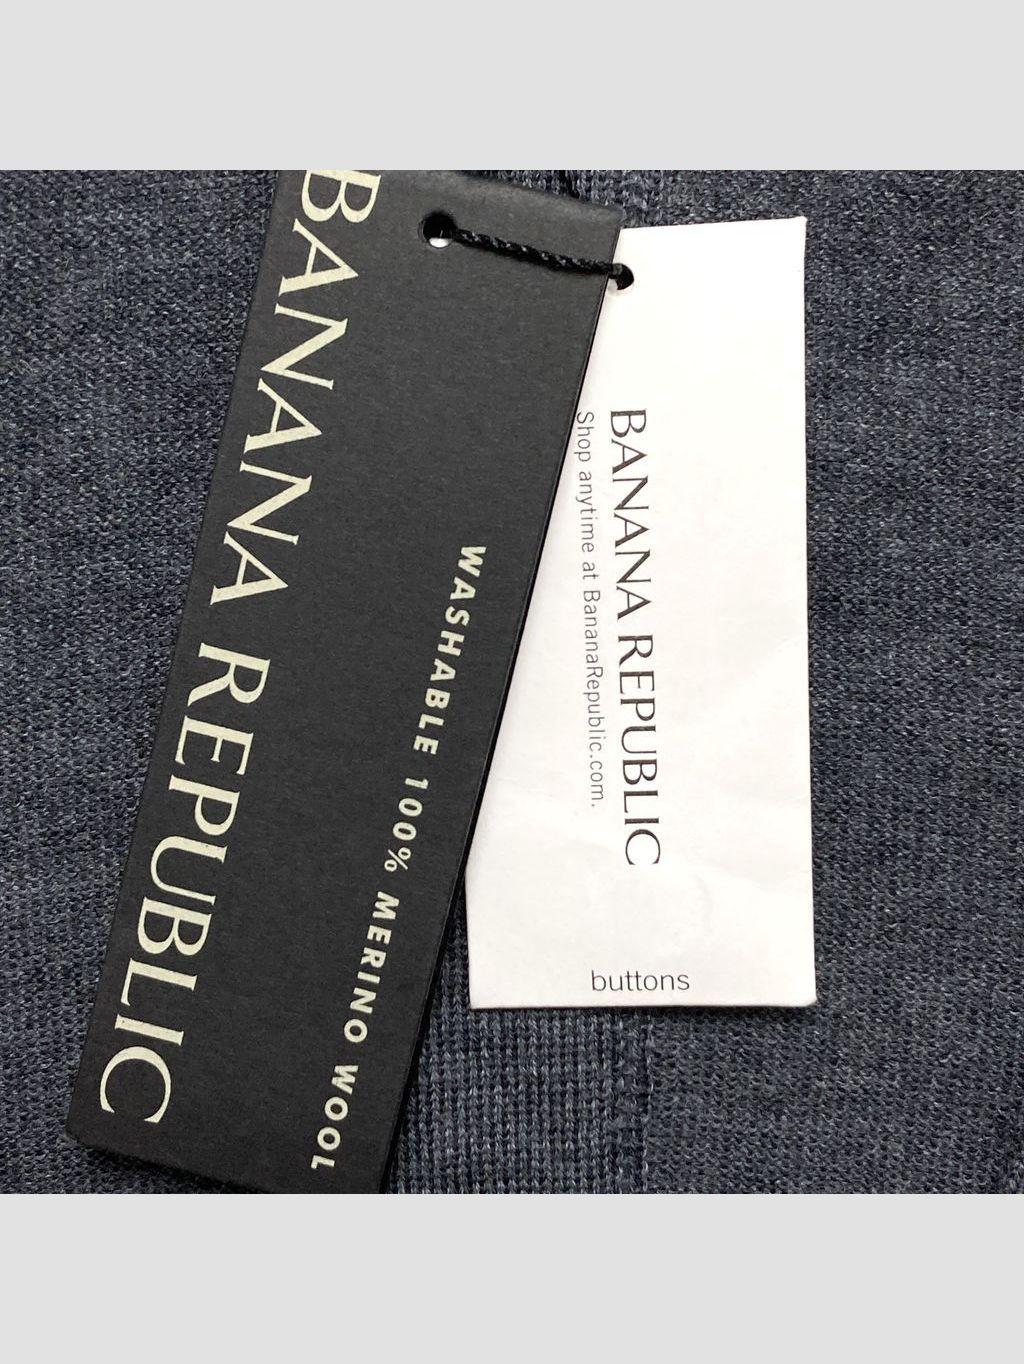 BANANA REPUBLIC
WASHABLE 100% MERINO WOOL
BANANA REPUBLIC
Shop anytime at BananaRepublic.com.
buttons